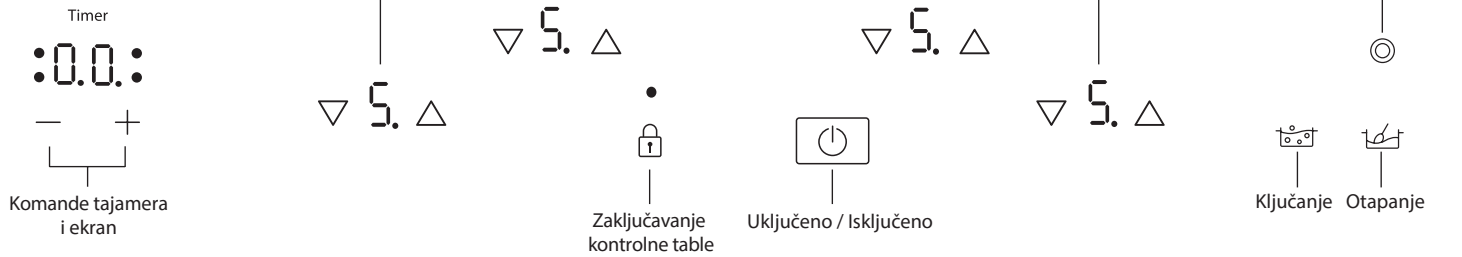 Timer
5.
5.
0.0.
5.
5.
Komande tajamera
i ekran
Zaključavanje
kontrolne table
Uključeno / Isključeno
Ključanje
Otapanje